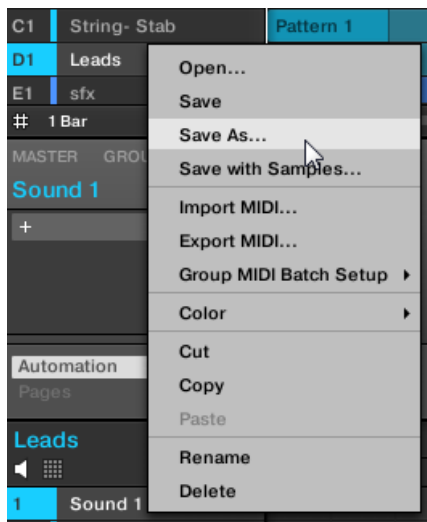 C1 String- Stab Pattern 1
D1 Leads
E1 sfx
1 Bar
MASTER GROU
Sound 1
+
Automation
Pages
Leads
1 Sound 1
Open...
Save
Save As...
Save with Samples...
Import MIDI...
Export MIDI...
Group MIDI Batch Setup
Color
Cut
Copy
Paste
Rename
Delete